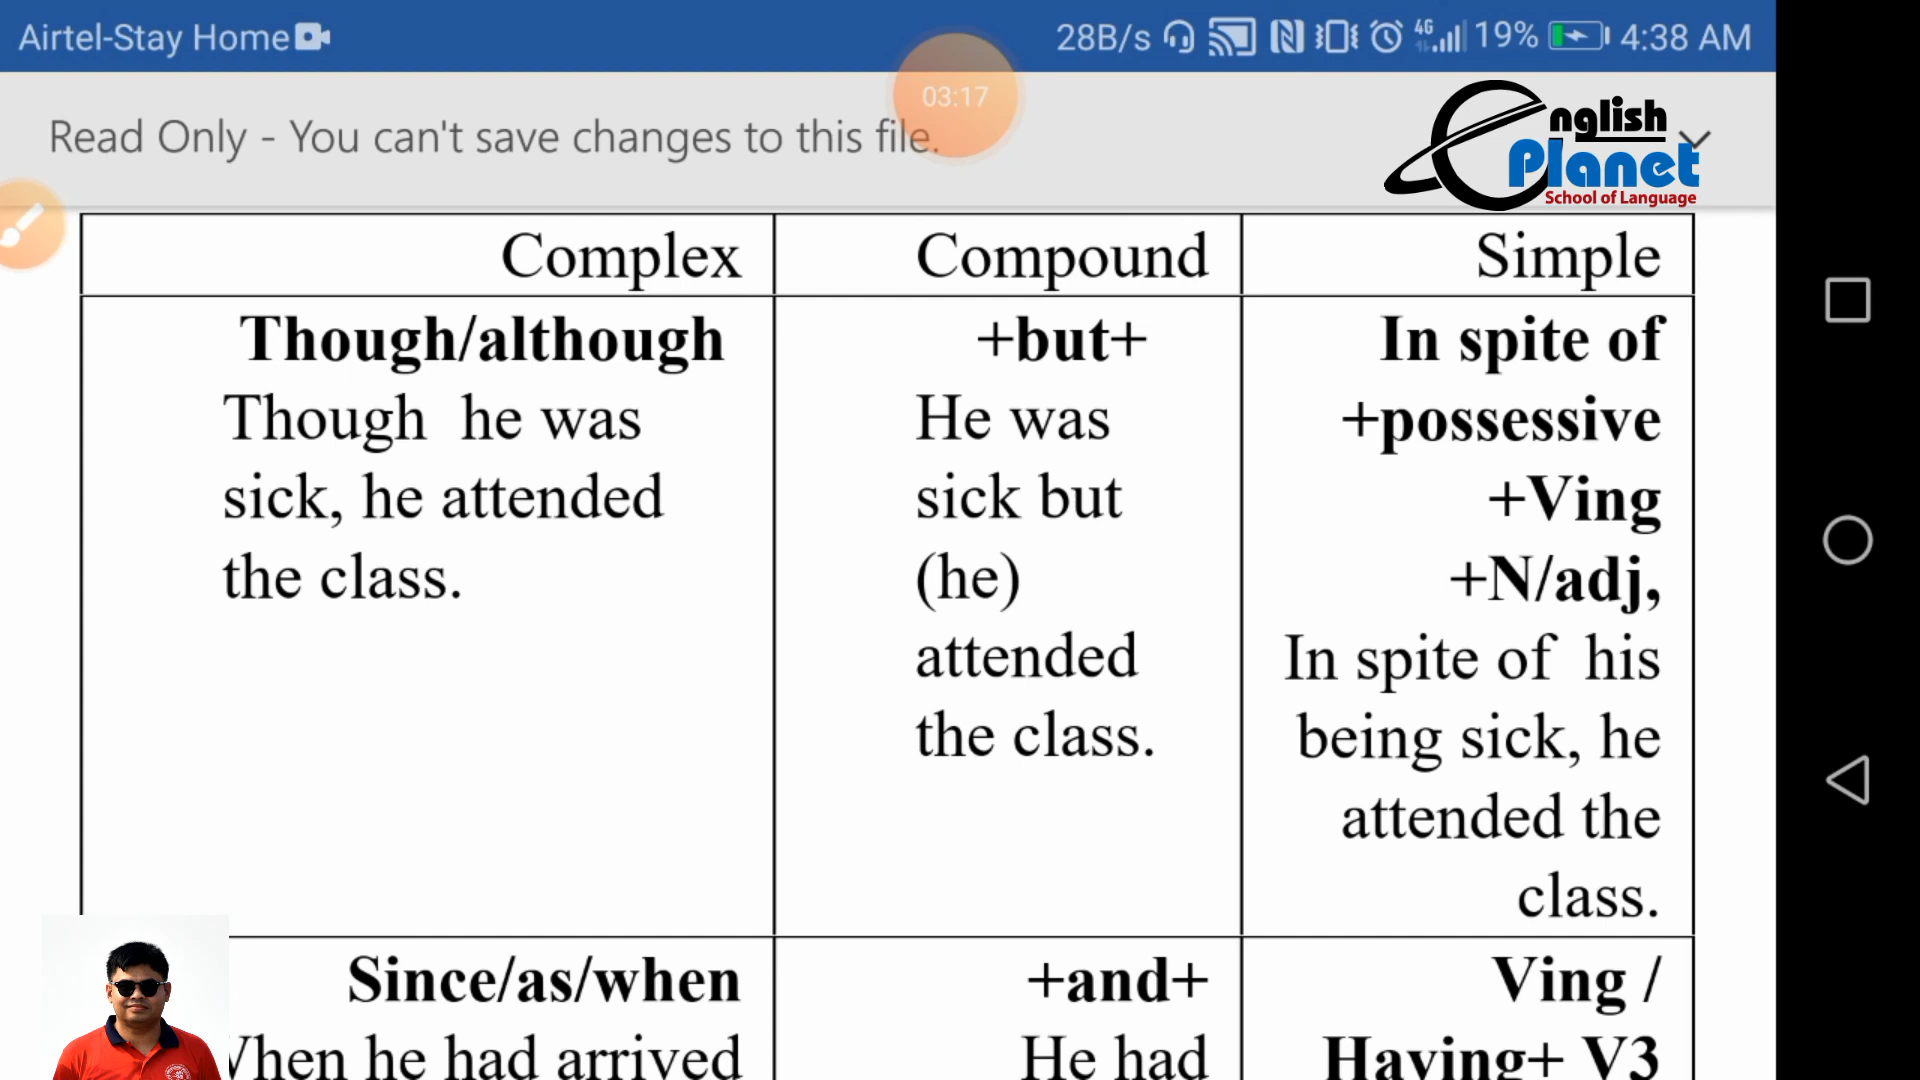 Airtel-Stay Home 28B/s 4G 19% 4:38 AM
03:17
Read Only - You can't save changes to this file.
English
Planet
School of Language
Complex Compound Simple
Though/although
Though he was
sick, he attended
the class.
+but+
He was
sick but
(he)
attended
the class.
In spite of
+possessive
+Ving
+N/adj,
In spite of his
being sick, he
attended the
class.
Since/as/when
When he had arrived
+and+
He had
Ving /
Having+ V3